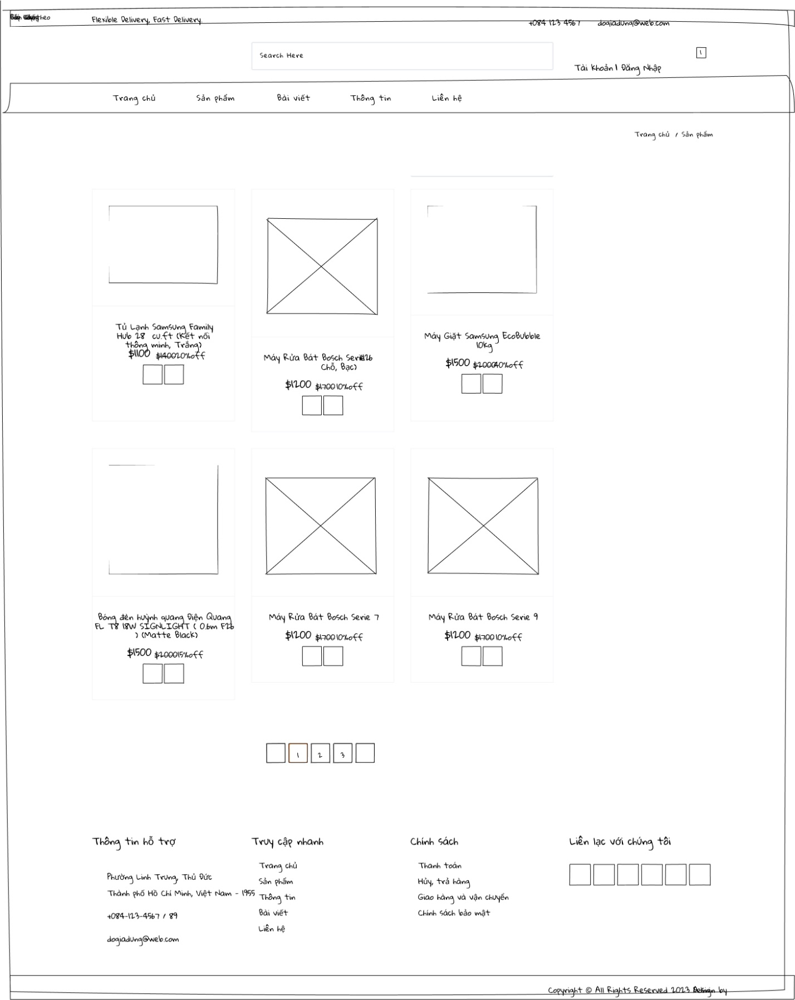 Flexible Delivery, Fast Delivery.
+084 123 4567 dogiadung@web.com
Search Here
1
Tài khoản | Đăng Nhập
Trang chủ Sản phẩm Bài viết Thông tin Liên hệ
Trang chủ / Sản phẩm
Tủ Lạnh Samsung Family
Hub 28 cu.ft (Kết nối
thông minh, Trắng)
$1100 $1400 20%off
Máy Rửa Bát Bosch
Chỗ, Bạc)
$1200 $1700 10%off
Máy Giặt Samsung EcoBubble
10kg
$1500 $2000 40%off
Bóng đèn huỳnh quang Điện Quang
FL T8 18W SIGNLIGHT ( 0.6m F26
) (Matte Black)
$1500 $2000 15%off
Máy Rửa Bát Bosch Serie 7
$1200 $1700 10%off
Máy Rửa Bát Bosch Serie 9
$1200 $1700 10%off
1 2 3
Thông tin hỗ trợ
Phường Linh Trung, Thủ Đức
Thành phố Hồ Chí Minh, Việt Nam - 1955
+084-123-4567 / 89
dogiadung@web.com
Truy cập nhanh
Trang chủ
Sản phẩm
Thông tin
Bài viết
Liên hệ
Chính sách
Thanh toán
Hủy, trả hàng
Giao hàng và vận chuyển
Chính sách bảo mật
Liên lạc với chúng tôi
Copyright © All Rights Reserved 2023 by